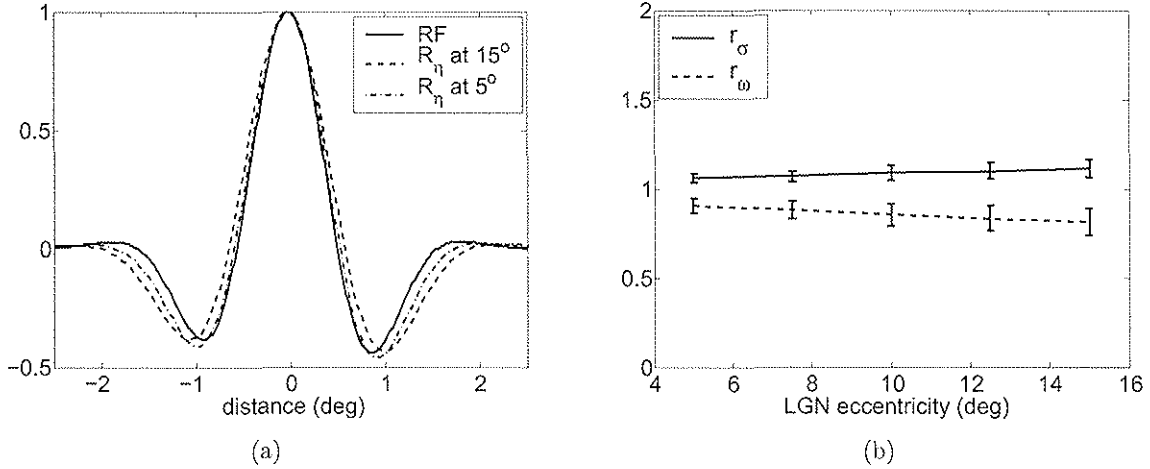 1
0.5
0
−0.5
−2
−1
0
1
2
distance (deg)
RF
R_η at 15°
R_η at 5°
(a)
2
1.5
1
0.5
0
4
6
8
10
12
14
16
LGN eccentricity (deg)
r_σ
r_ω
(b)